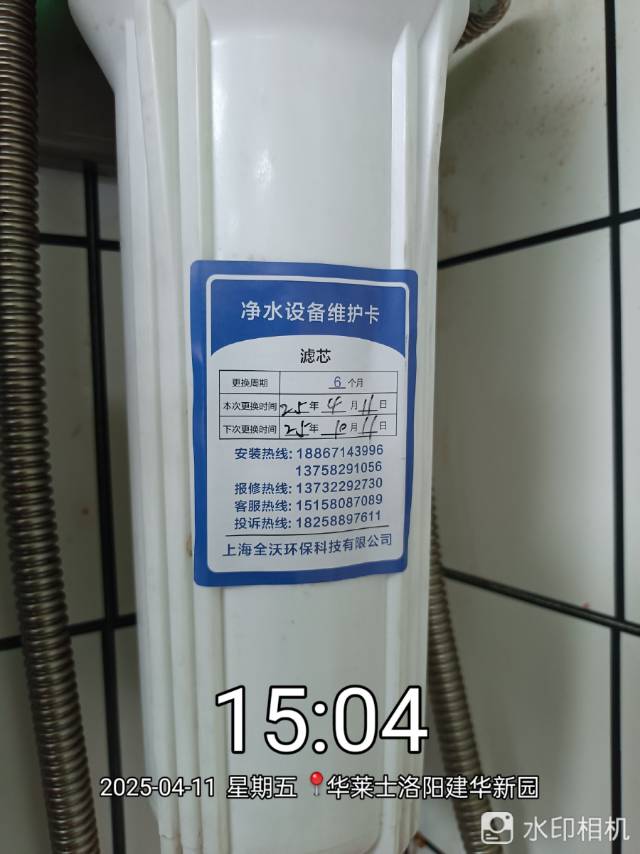 净水设备维护卡
滤芯
更换周期 6 个月
本次更换时间 25 年 4 月 11 日
下次更换时间 25 年 10 月 11 日
安装热线: 18867143996
13758291056
报修热线: 13732292730
客服热线: 15158087089
投诉热线: 18258897611
上海全沃环保科技有限公司
15:04
2025-04-11 星期五 华莱士洛阳建华新园
水印相机